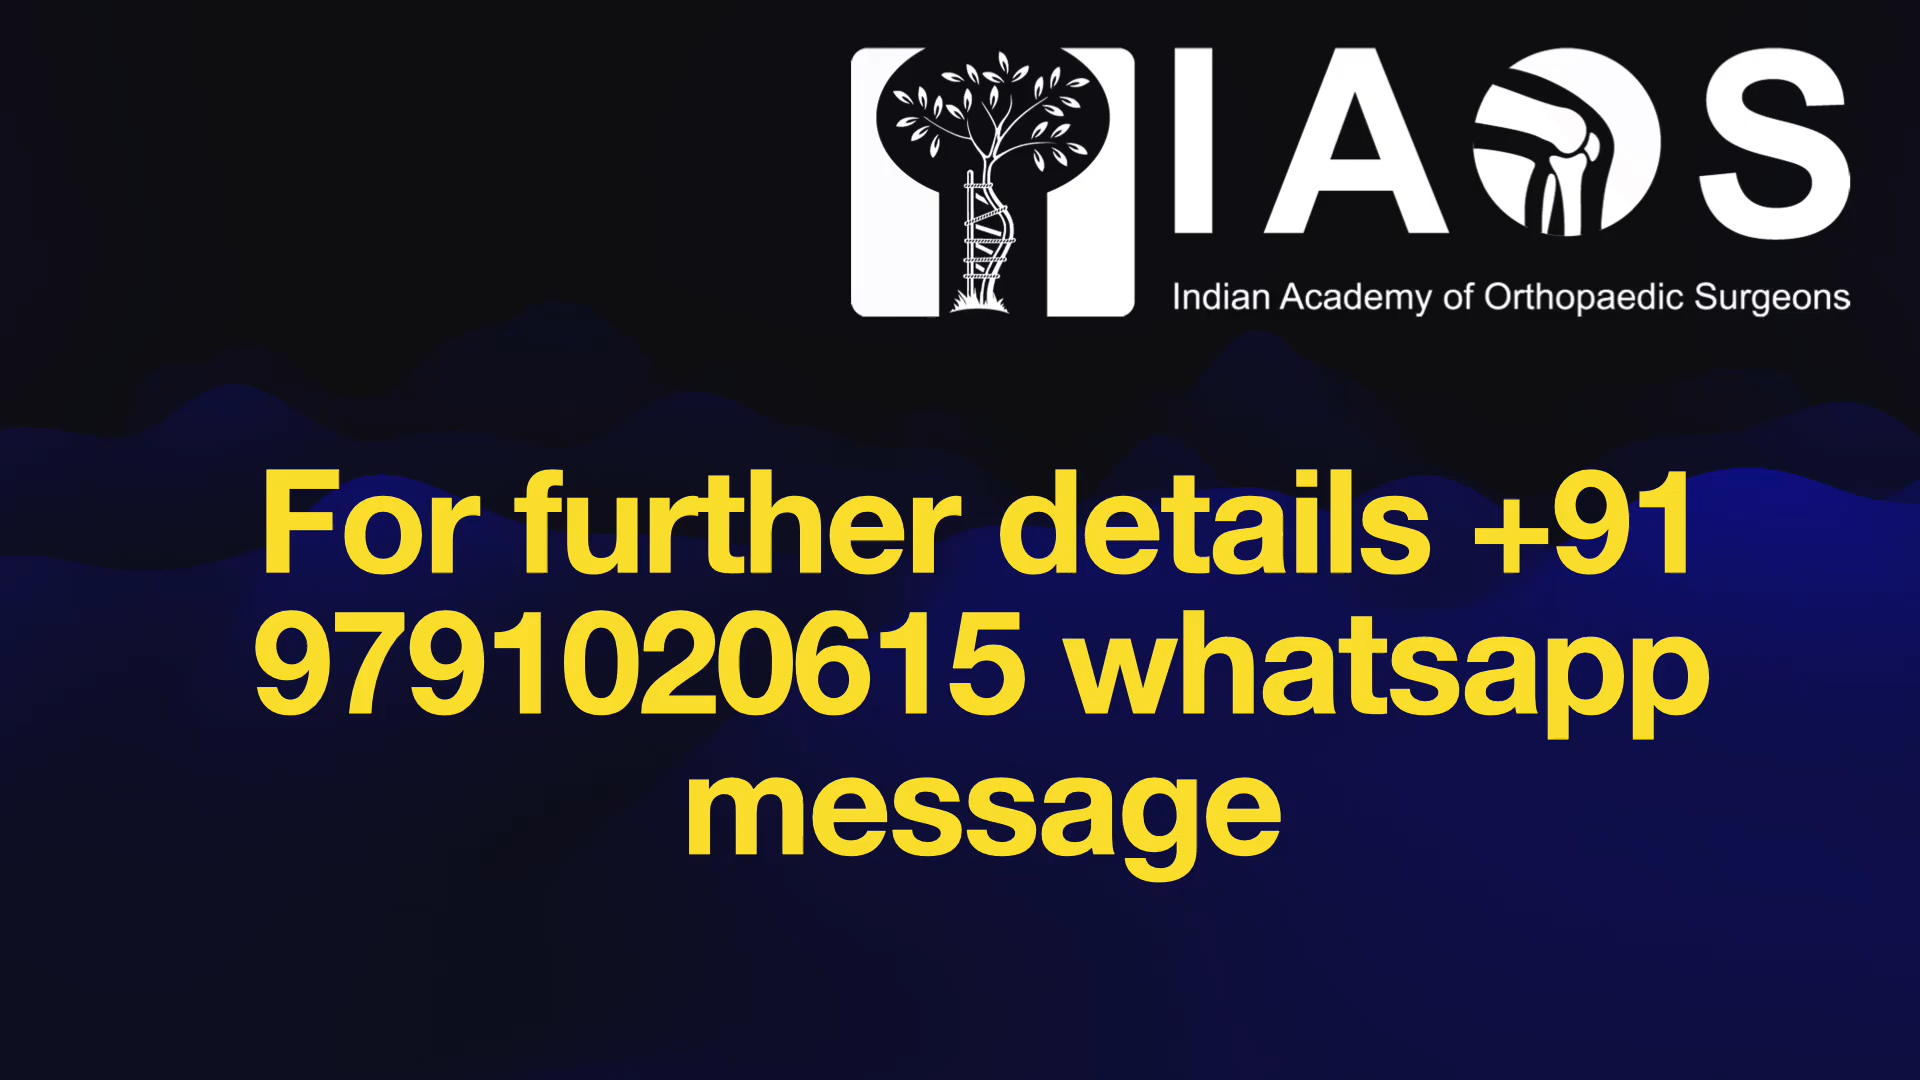 IAOS
Indian Academy of Orthopaedic Surgeons
For further details +91
9791020615 whatsapp
message